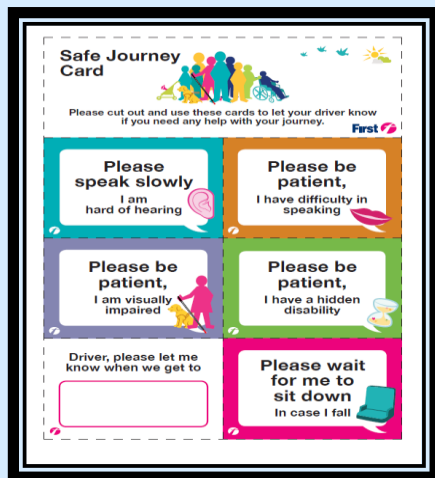 Safe Journey
Card
Please cut out and use these cards to let your driver know
if you need any help with your journey.
First
Please
speak slowly
I am
hard of hearing
Please be
patient,
I have difficulty in
speaking
Please be
patient,
I am visually
impaired
Please be
patient,
I have a hidden
disability
Driver, please let me
know when we get to
Please wait
for me to
sit down
In case I fall